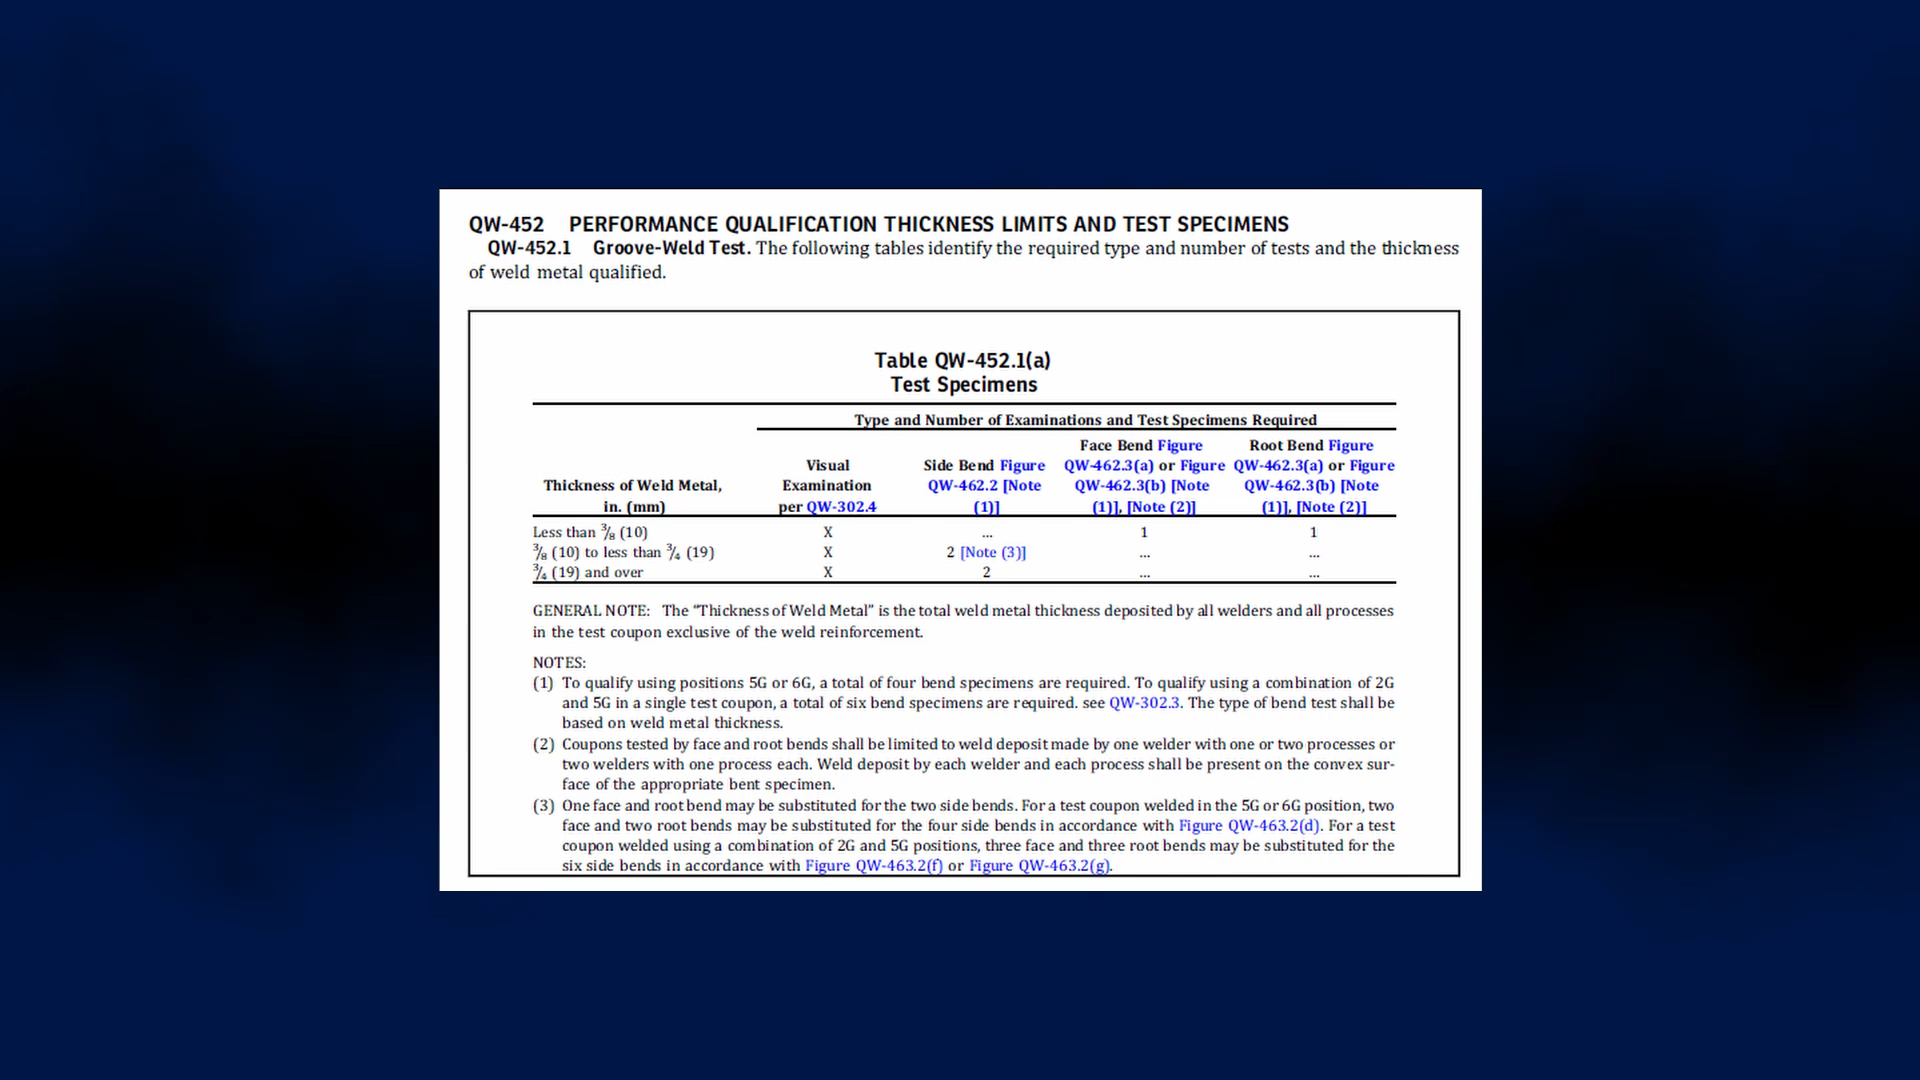 QW-452 PERFORMANCE QUALIFICATION THICKNESS LIMITS AND TEST SPECIMENS
QW-452.1 Groove-Weld Test. The following tables identify the required type and number of tests and the thickness
of weld metal qualified.
Table QW-452.1(a)
Test Specimens
Type and Number of Examinations and Test Specimens Required
Face Bend Figure Root Bend Figure
Visual Side Bend Figure QW-462.3(a) or Figure QW-462.3(a) or Figure
Thickness of Weld Metal, Examination QW-462.2 [Note QW-462.3(b) [Note QW-462.3(b) [Note
in. (mm) per QW-302.4 (1)] (1)], [Note (2)] (1)], [Note (2)]
Less than 3/8 (10) X ... 1 1
3/8 (10) to less than 3/4 (19) X 2 [Note (3)] ... ...
3/4 (19) and over X 2 ... ...
GENERAL NOTE: The “Thickness of Weld Metal” is the total weld metal thickness deposited by all welders and all processes
in the test coupon exclusive of the weld reinforcement.
NOTES:
(1) To qualify using positions 5G or 6G, a total of four bend specimens are required. To qualify using a combination of 2G
and 5G in a single test coupon, a total of six bend specimens are required. see QW-302.3. The type of bend test shall be
based on weld metal thickness.
(2) Coupons tested by face and root bends shall be limited to weld deposit made by one welder with one or two processes or
two welders with one process each. Weld deposit by each welder and each process shall be present on the convex sur-
face of the appropriate bent specimen.
(3) One face and root bend may be substituted for the two side bends. For a test coupon welded in the 5G or 6G position, two
face and two root bends may be substituted for the four side bends in accordance with Figure QW-463.2(d). For a test
coupon welded using a combination of 2G and 5G positions, three face and three root bends may be substituted for the
six side bends in accordance with Figure QW-463.2(f) or Figure QW-463.2(g).